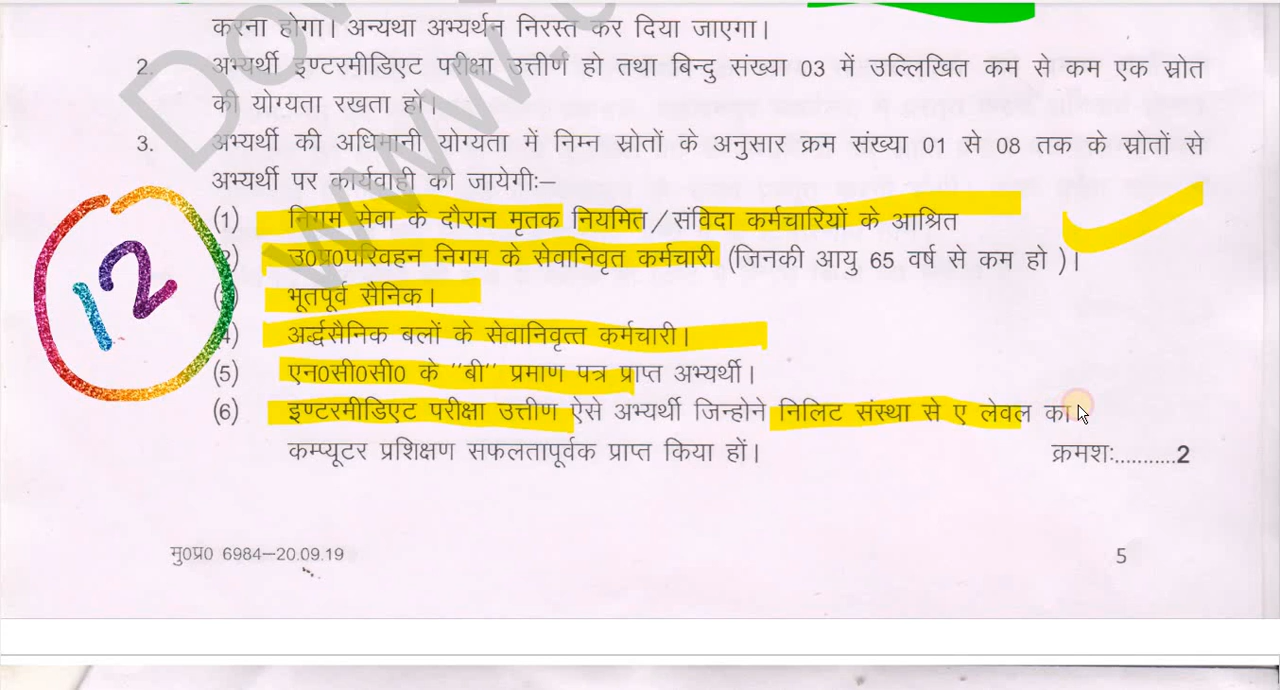 करना होगा। अन्यथा अभ्यर्थन निरस्त कर दिया जाएगा।
2. अभ्यर्थी इण्टरमीडिएट परीक्षा उत्तीर्ण हो तथा बिन्दु संख्या 03 में उल्लिखित कम से कम एक स्रोत
की योग्यता रखता हो।
3. अभ्यर्थी की अधिमानी योग्यता में निम्न स्रोतों के अनुसार क्रम संख्या 01 से 08 तक के स्रोतों से
अभ्यर्थी पर कार्यवाही की जायेगीः–
(1) निगम सेवा के दौरान मृतक नियमित/संविदा कर्मचारियों के आश्रित
2) उ0प्र0परिवहन निगम के सेवानिवृत कर्मचारी (जिनकी आयु 65 वर्ष से कम हो )।
(3) भूतपूर्व सैनिक।
4) अर्द्धसैनिक बलों के सेवानिवृत्त कर्मचारी।
12
(5) एन0सी0सी0 के "बी" प्रमाण पत्र प्राप्त अभ्यर्थी।
(6) इण्टरमीडिएट परीक्षा उत्तीण ऐसे अभ्यर्थी जिन्होने निलिट संस्था से ए लेवल का
कम्प्यूटर प्रशिक्षण सफलतापूर्वक प्राप्त किया हों। क्रमशः...........2
मु0प्र0 6984–20.09.19 5
Do
www.